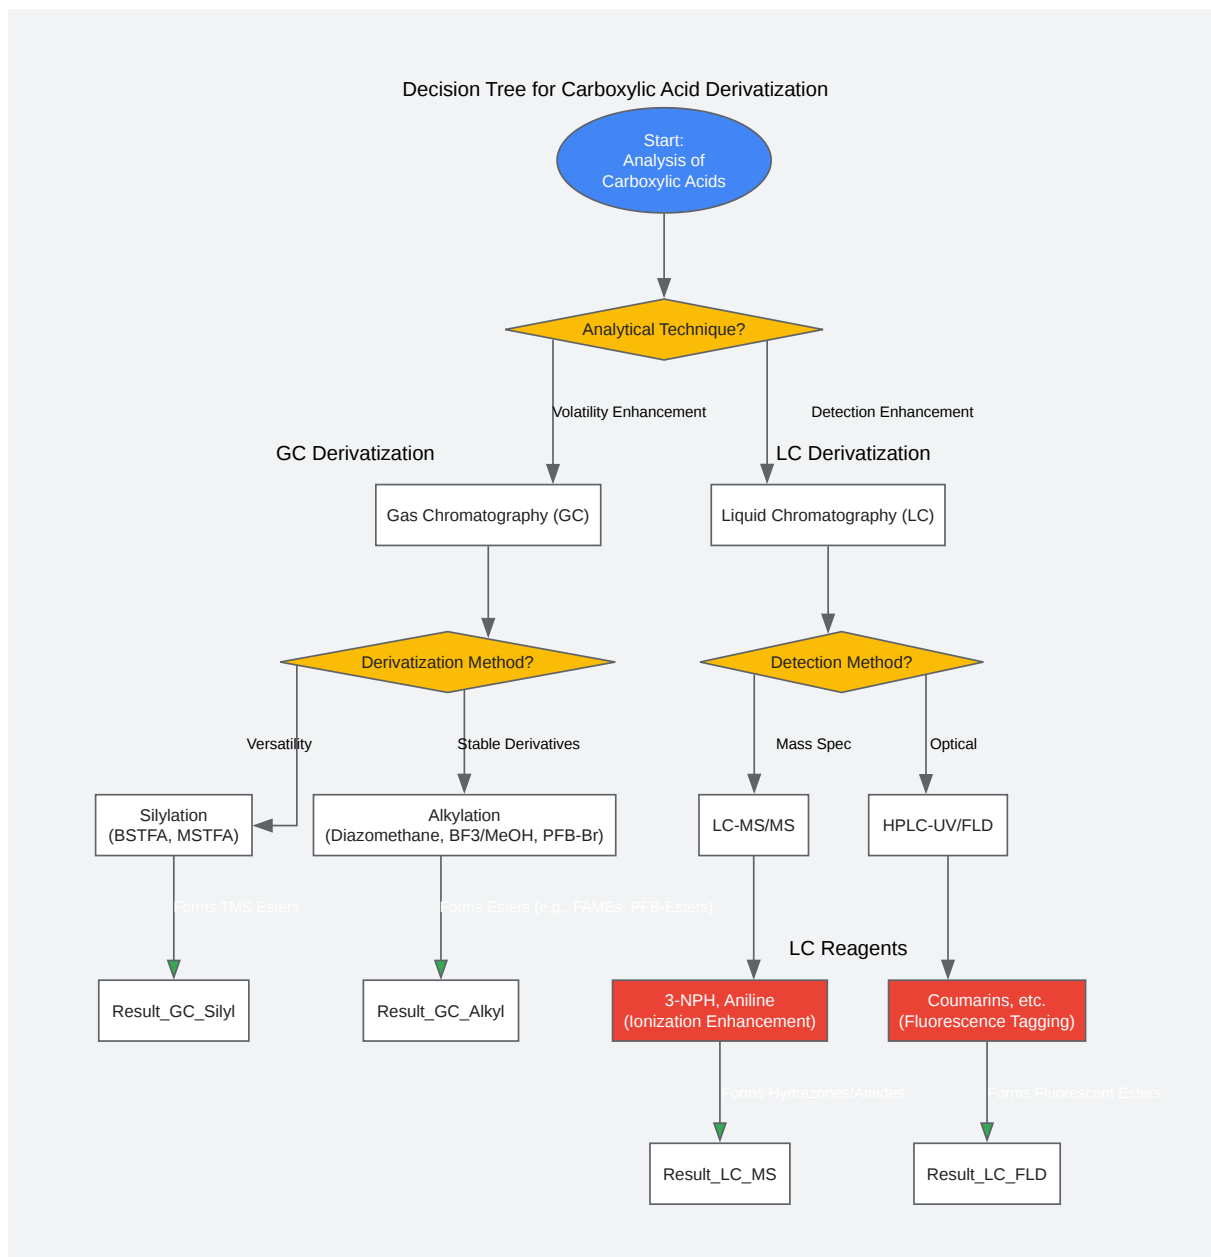 Decision Tree for Carboxylic Acid Derivatization
Start:
Analysis of
Carboxylic Acids
Analytical Technique?
Volatility Enhancement
Detection Enhancement
GC Derivatization
LC Derivatization
Gas Chromatography (GC)
Liquid Chromatography (LC)
Derivatization Method?
Detection Method?
Versatility
Stable Derivatives
Mass Spec
Optical
Silylation
(BSTFA, MSTFA)
Alkylation
(Diazomethane, BF3/MeOH, PFB-Br)
LC-MS/MS
HPLC-UV/FLD
Forms TMS Esters
Forms Esters (e.g., FAMEs, PFB-Esters)
LC Reagents
Result_GC_Silyl
Result_GC_Alkyl
3-NPH, Aniline
(Ionization Enhancement)
Coumarins, etc.
(Fluorescence Tagging)
Forms Hydrazones/Amides
Forms Fluorescent Esters
Result_LC_MS
Result_LC_FLD